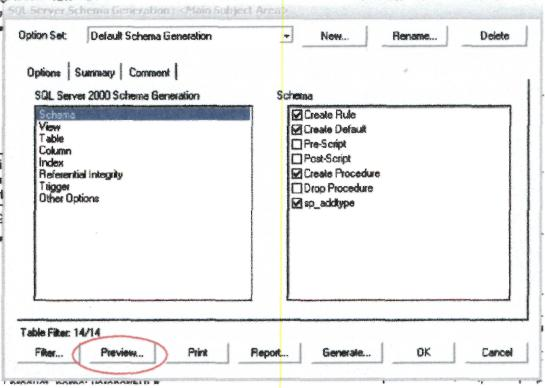 SQL Server Schema Generation : <Main Subject Area>
Option Set: Default Schema Generation New... Rename... Delete
Options Summary Comment
SQL Server 2000 Schema Generation
Schema
View
Table
Column
Index
Referential Integrity
Trigger
Other Options
Schema
Create Rule
Create Default
Pre-Script
Post-Script
Create Procedure
Drop Procedure
sp_addtype
Table Filter: 14/14
Filter... Preview... Print Report... Generate... OK Cancel